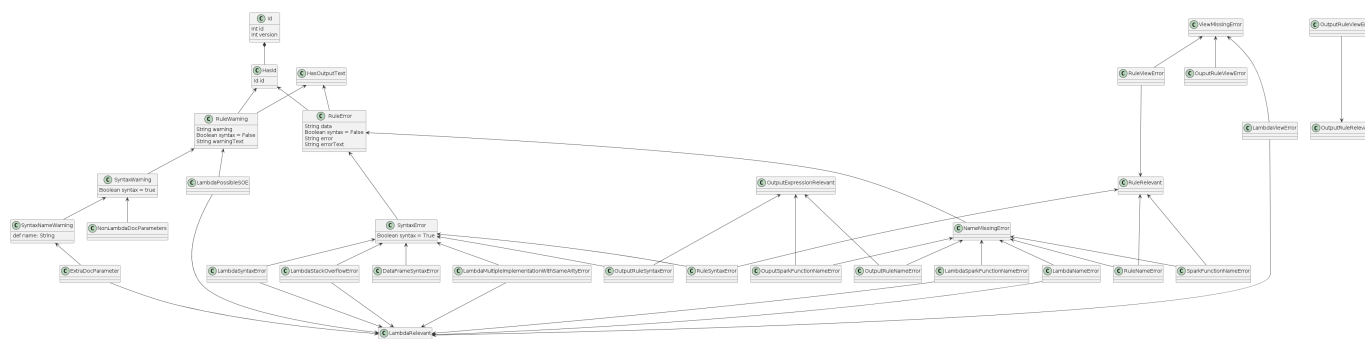 Id
Int id
Int version
HasId
Id id
HasOutputText
RuleWarning
String warning
Boolean syntax = False
String warningText
RuleError
String data
Boolean syntax = False
String error
String errorText
SyntaxWarning
Boolean syntax = true
LambdaPossibleSOE
SyntaxNameWarning
def name: String
NonLambdaDocParameters
ExtraDocParameter
SyntaxError
Boolean syntax = True
LambdaSyntaxError
LambdaStackOverflowError
DataFrameSyntaxError
LambdaMultipleImplementationWithSameArityError
OutputRuleSyntaxError
RuleSyntaxError
OutputExpressionRelevant
NameMissingError
OuputSparkFunctionNameError
OutputRuleNameError
LambdaSparkFunctionNameError
LambdaNameError
RuleNameError
SparkFunctionNameError
LambdaRelevant
ViewMissingError
RuleViewError
OuputRuleViewError
LambdaViewError
RuleRelevant